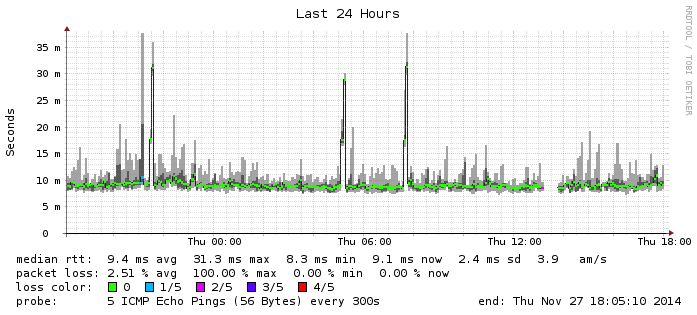 Last 24 Hours
RRDTOOL / TOBI OETIKER
Seconds
35 m
30 m
25 m
20 m
15 m
10 m
5 m
0
Thu 00:00 Thu 06:00 Thu 12:00 Thu 18:00
median rtt: 9.4 ms avg 31.3 ms max 8.3 ms min 9.1 ms now 2.4 ms sd 3.9 am/s
packet loss: 2.51 % avg 100.00 % max 0.00 % min 0.00 % now
loss color: 0 1/5 2/5 3/5 4/5
probe: 5 ICMP Echo Pings (56 Bytes) every 300s end: Thu Nov 27 18:05:10 2014